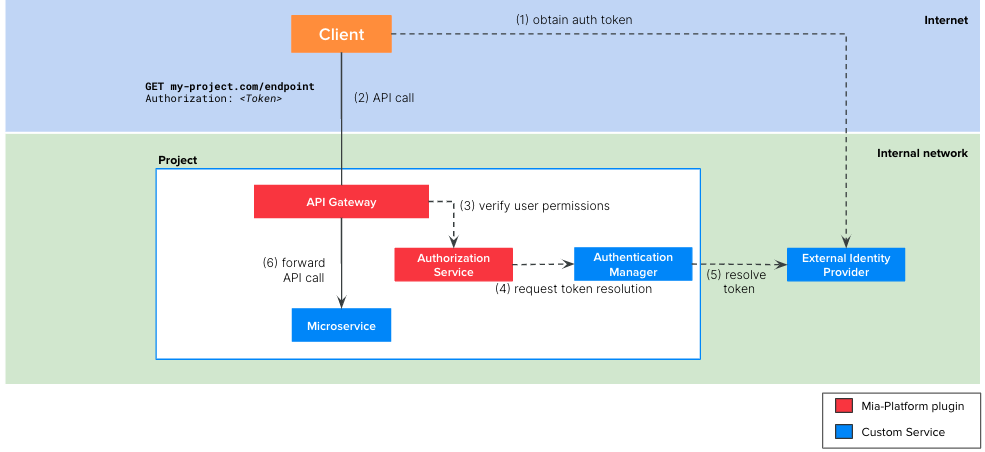 (1) obtain auth token
Internet
Client
GET my-project.com/endpoint
Authorization: <Token>
(2) API call
Internal network
Project
API Gateway
(3) verify user permissions
(6) forward
API call
Authorization
Service
Authentication
Manager
External Identity
Provider
(4) request token resolution
(5) resolve
token
Microservice
Mia-Platform plugin
Custom Service